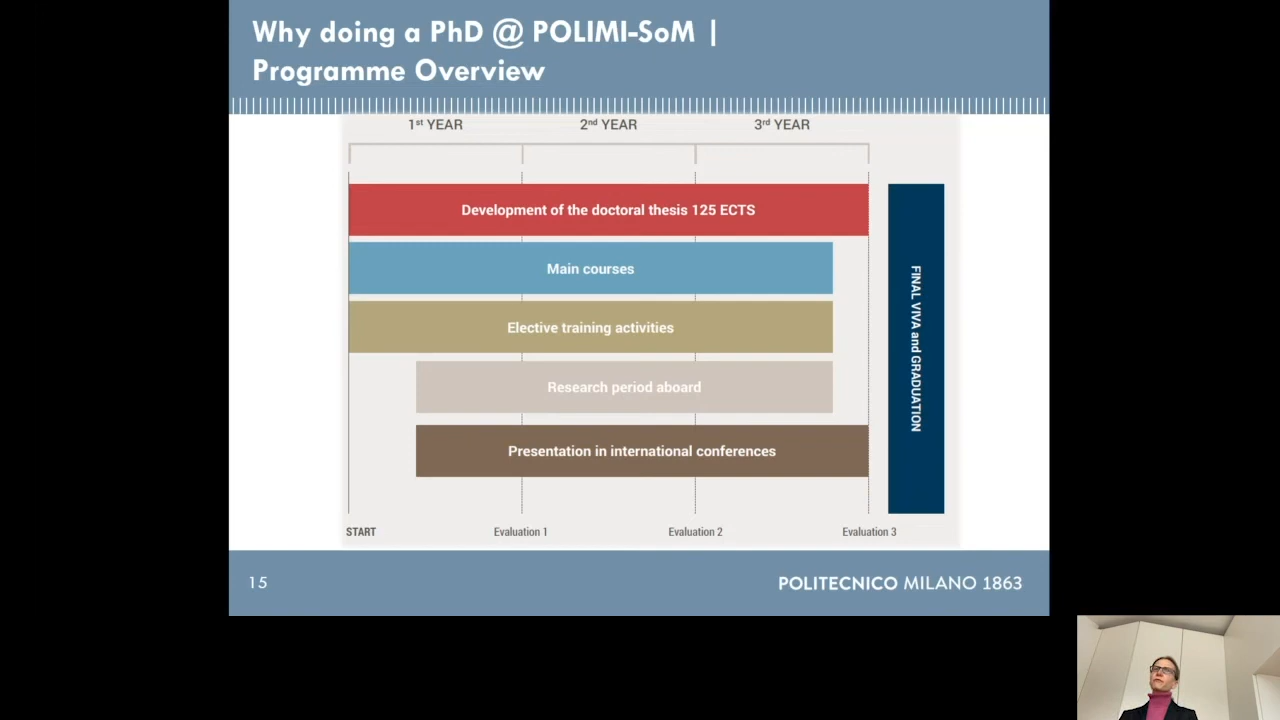 Why doing a PhD @ POLIMI-SoM |
Programme Overview
1st YEAR
2nd YEAR
3rd YEAR
Development of the doctoral thesis 125 ECTS
Main courses
Elective training activities
Research period aboard
Presentation in international conferences
FINAL VIVA and GRADUATION
START
Evaluation 1
Evaluation 2
Evaluation 3
15
POLITECNICO MILANO 1863